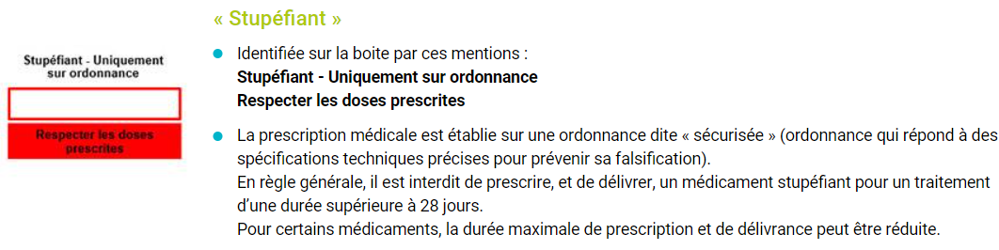 « Stupéfiant »
Stupéfiant - Uniquement
sur ordonnance
Respecter les doses
prescrites
Identifiée sur la boite par ces mentions :
Stupéfiant - Uniquement sur ordonnance
Respecter les doses prescrites
La prescription médicale est établie sur une ordonnance dite « sécurisée » (ordonnance qui répond à des
spécifications techniques précises pour prévenir sa falsification).
En règle générale, il est interdit de prescrire, et de délivrer, un médicament stupéfiant pour un traitement
d’une durée supérieure à 28 jours.
Pour certains médicaments, la durée maximale de prescription et de délivrance peut être réduite.